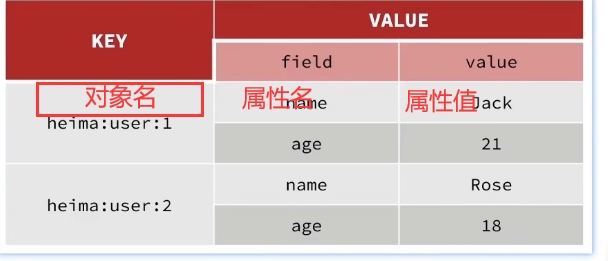 KEY
VALUE
field
value
对象名
属性名
属性值
heima:user:1
name
Jack
age
21
heima:user:2
name
Rose
age
18